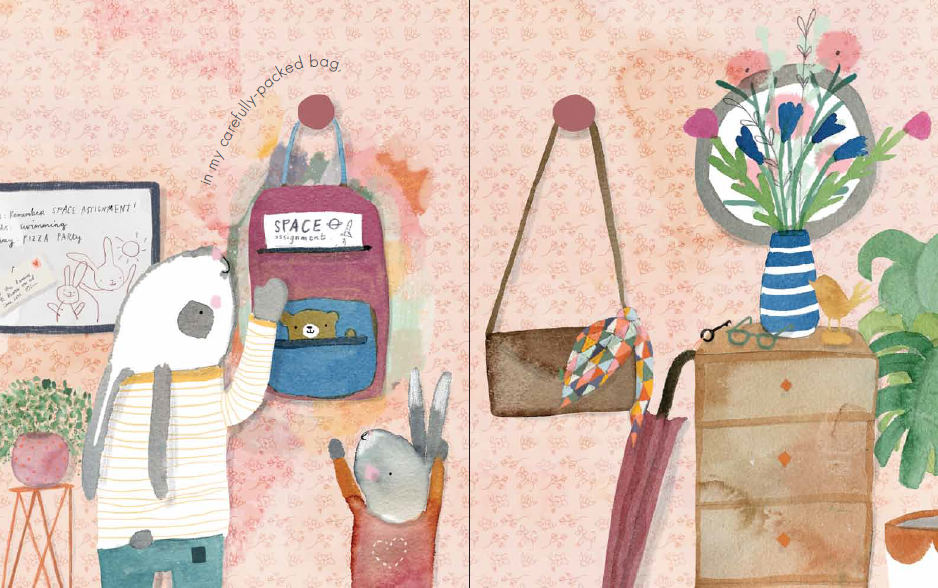 in my carefully-packed bag,
SPACE
assignment
: Remember SPACE ASSIGNMENT!
: swimming
PIZZA PARTY